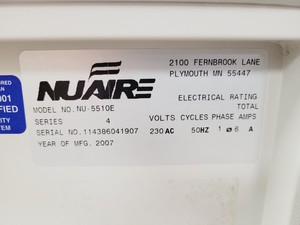 NUAIRE
2100 FERNBROOK LANE
PLYMOUTH MN 55447
MODEL NO. NU-5510E
SERIES 4
SERIAL NO. 114386041907
YEAR OF MFG. 2007
ELECTRICAL RATING
TOTAL
VOLTS CYCLES PHASE AMPS
230 AC 50HZ 1 ø 6 A